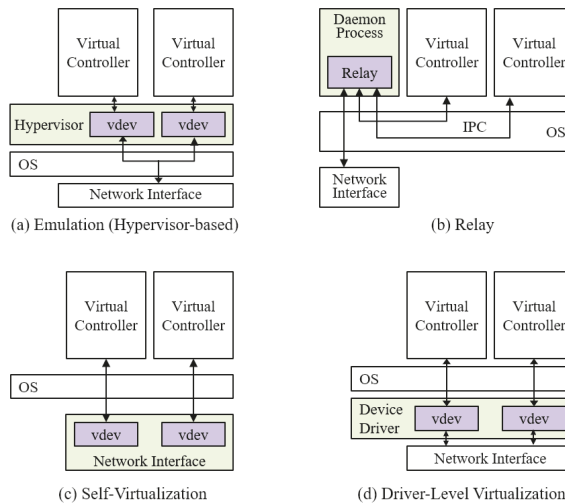 Virtual
Controller
Virtual
Controller
Hypervisor
vdev
vdev
OS
Network Interface
(a) Emulation (Hypervisor-based)
Daemon
Process
Relay
Virtual
Controller
Virtual
Controller
IPC
OS
Network
Interface
(b) Relay
Virtual
Controller
Virtual
Controller
OS
vdev
vdev
Network Interface
(c) Self-Virtualization
Virtual
Controller
Virtual
Controller
OS
Device
Driver
vdev
vdev
Network Interface
(d) Driver-Level Virtualization